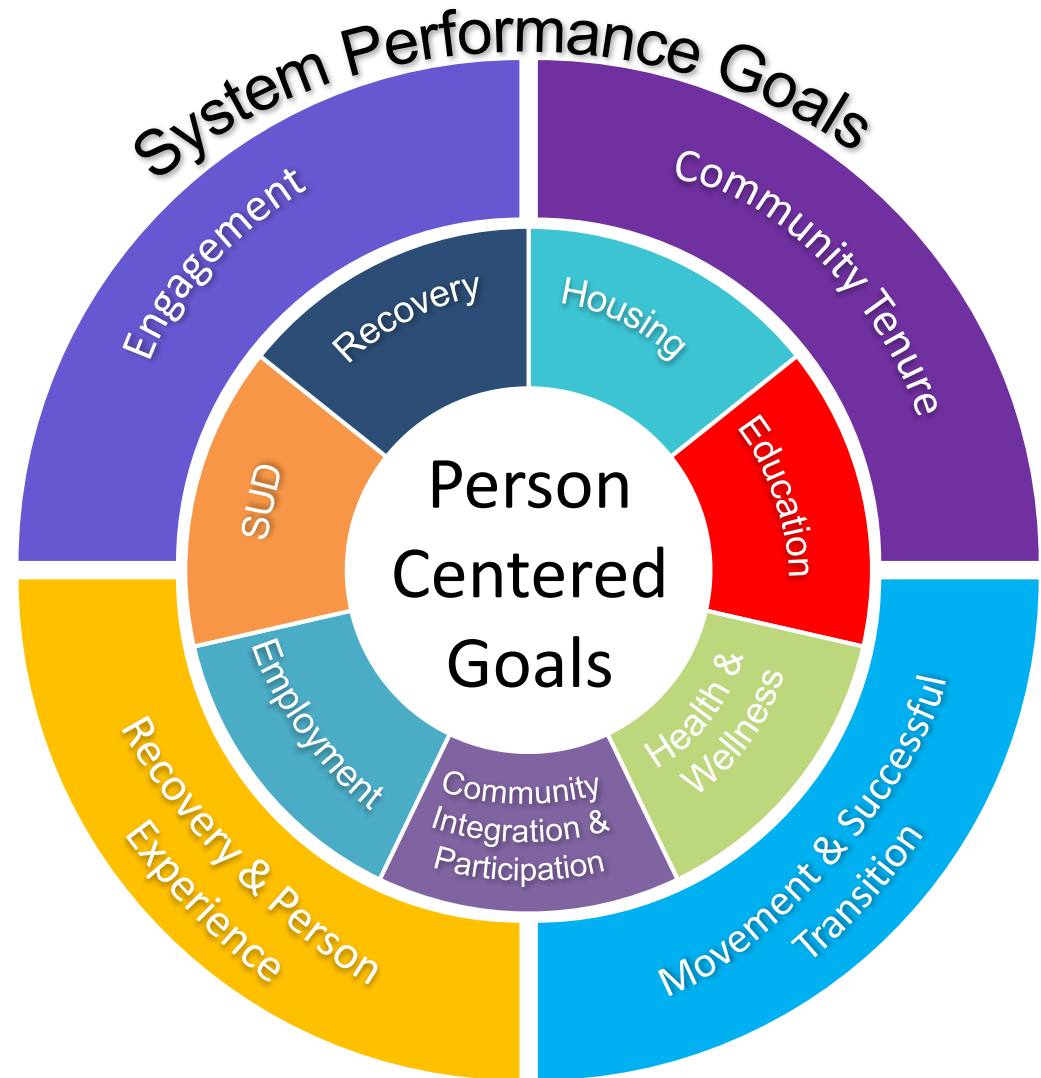 System Performance Goals
Engagement
Community Tenure
Recovery
Housing
SUD
Education
Person
Centered
Goals
Employment
Health &
Wellness
Community
Integration &
Participation
Recovery & Person
Experience
Movement & Successful
Transition